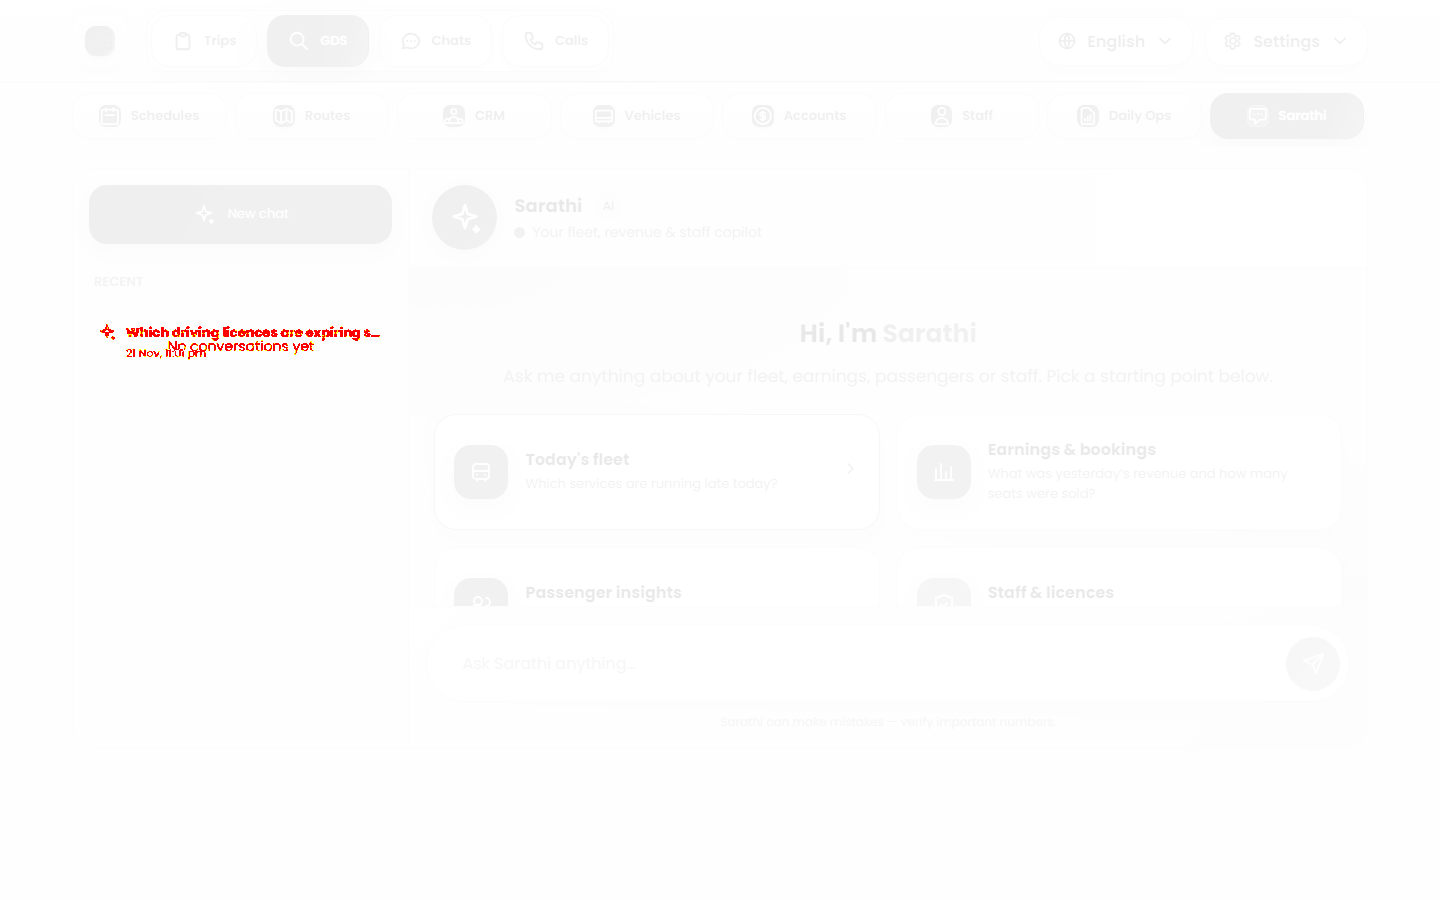 Trips
GDS
Chats
Calls
English
Settings
Schedules
Routes
CRM
Vehicles
Accounts
Staff
Daily Ops
Sarathi
New chat
RECENT
Which driving licences are expiring s...
No conversations yet
21 Nov, 11:01 pm
Sarathi AI
Your fleet, revenue & staff copilot
Hi, I'm Sarathi
Ask me anything about your fleet, earnings, passengers or staff. Pick a starting point below.
Today's fleet
Which services are running late today?
Earnings & bookings
What was yesterday's revenue and how many
seats were sold?
Passenger insights
Staff & licences
Ask Sarathi anything...
Sarathi can make mistakes — verify important numbers.